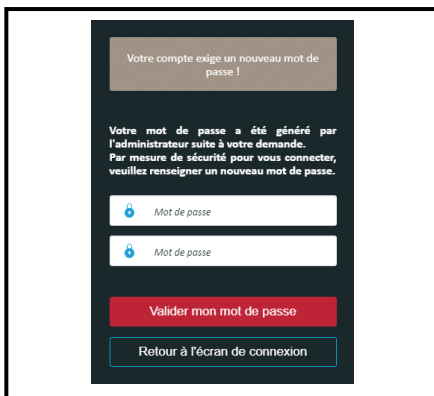 Votre compte exige un nouveau mot de
passe !
Votre mot de passe a été généré par
l'administrateur suite à votre demande.
Par mesure de sécurité pour vous connecter,
veuillez renseigner un nouveau mot de passe.
Mot de passe
Mot de passe
Valider mon mot de passe
Retour à l'écran de connexion